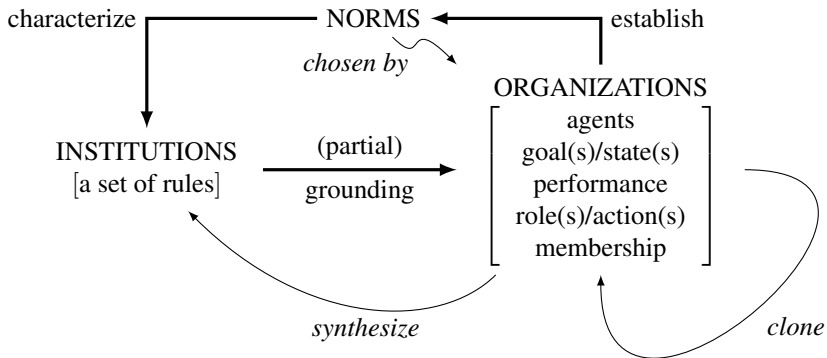 characterize
NORMS
establish
chosen by
ORGANIZATIONS
INSTITUTIONS
[a set of rules]
(partial)
grounding
agents
goal(s)/state(s)
performance
role(s)/action(s)
membership
synthesize
clone